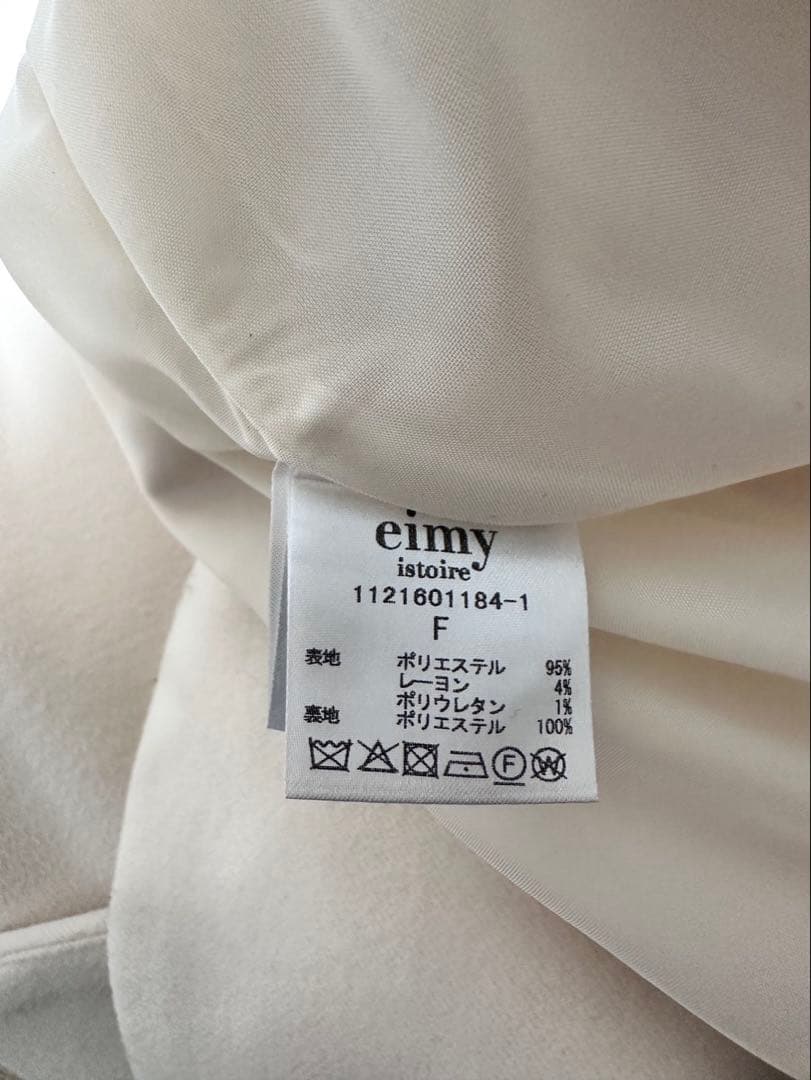 eimy
istoire
1121601184-1
F
表地 ポリエステル 95%
レーヨン 4%
ポリウレタン 1%
裏地 ポリエステル 100%
F W